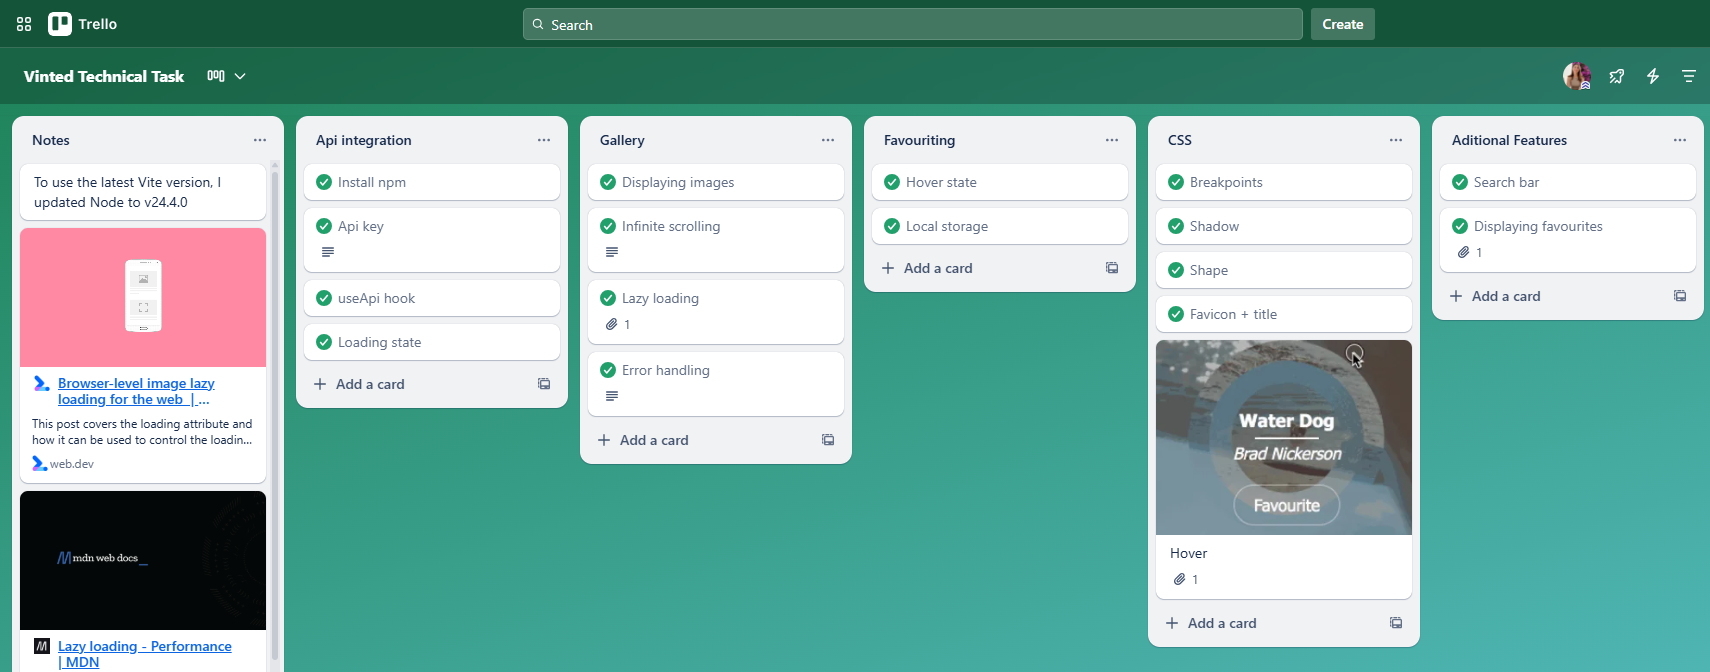 Trello
Search
Create
Vinted Technical Task
Notes
To use the latest Vite version, I
updated Node to v24.4.0
Browser-level image lazy
loading for the web | ...
This post covers the loading attribute and
how it can be used to control the loadin...
web.dev
mdn web docs_
Lazy loading - Performance
| MDN
Api integration
Install npm
Api key
useApi hook
Loading state
Add a card
Gallery
Displaying images
Infinite scrolling
Lazy loading
1
Error handling
Add a card
Favouriting
Hover state
Local storage
Add a card
CSS
Breakpoints
Shadow
Shape
Favicon + title
Water Dog
Brad Nickerson
Favourite
Hover
1
Add a card
Aditional Features
Search bar
Displaying favourites
1
Add a card